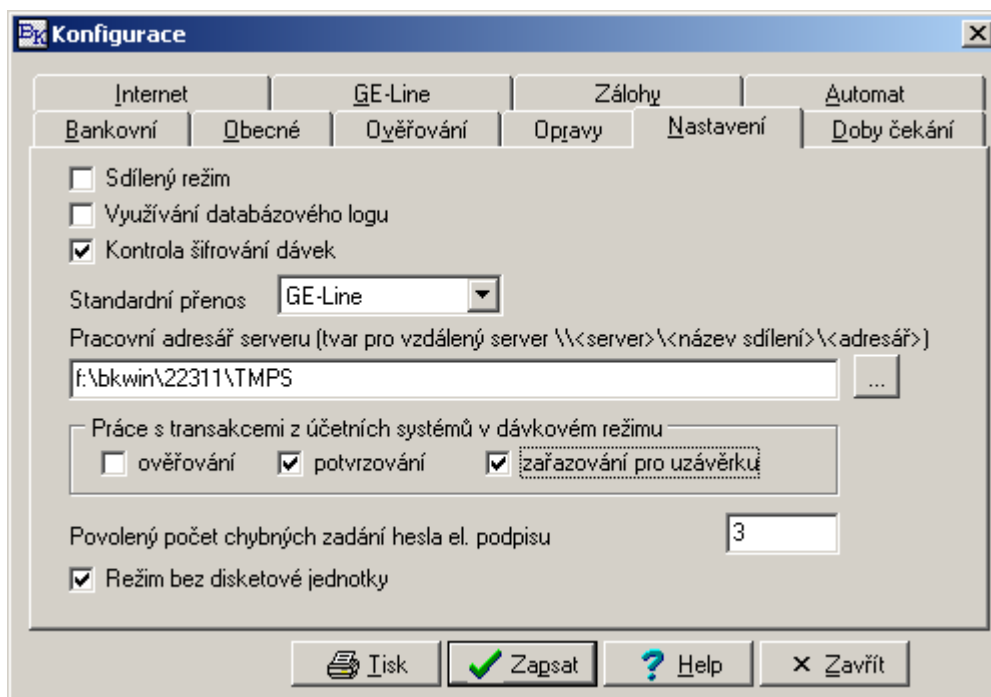 BK Konfigurace
Internet GE-Line Zálohy Automat
Bankovní Obecné Ověřování Opravy Nastavení Doby čekání
Sdílený režim
Využívání databázového logu
Kontrola šifrování dávek
Standardní přenos GE-Line
Pracovní adresář serveru (tvar pro vzdálený server \\<server>\<název sdílení>\<adresář>)
f:\bkwin\22311\TMPS ...
Práce s transakcemi z účetních systémů v dávkovém režimu
ověřování potvrzování zařazování pro uzávěrku
Povolený počet chybných zadání hesla el. podpisu 3
Režim bez disketové jednotky
Tisk Zapsat Help Zavřít